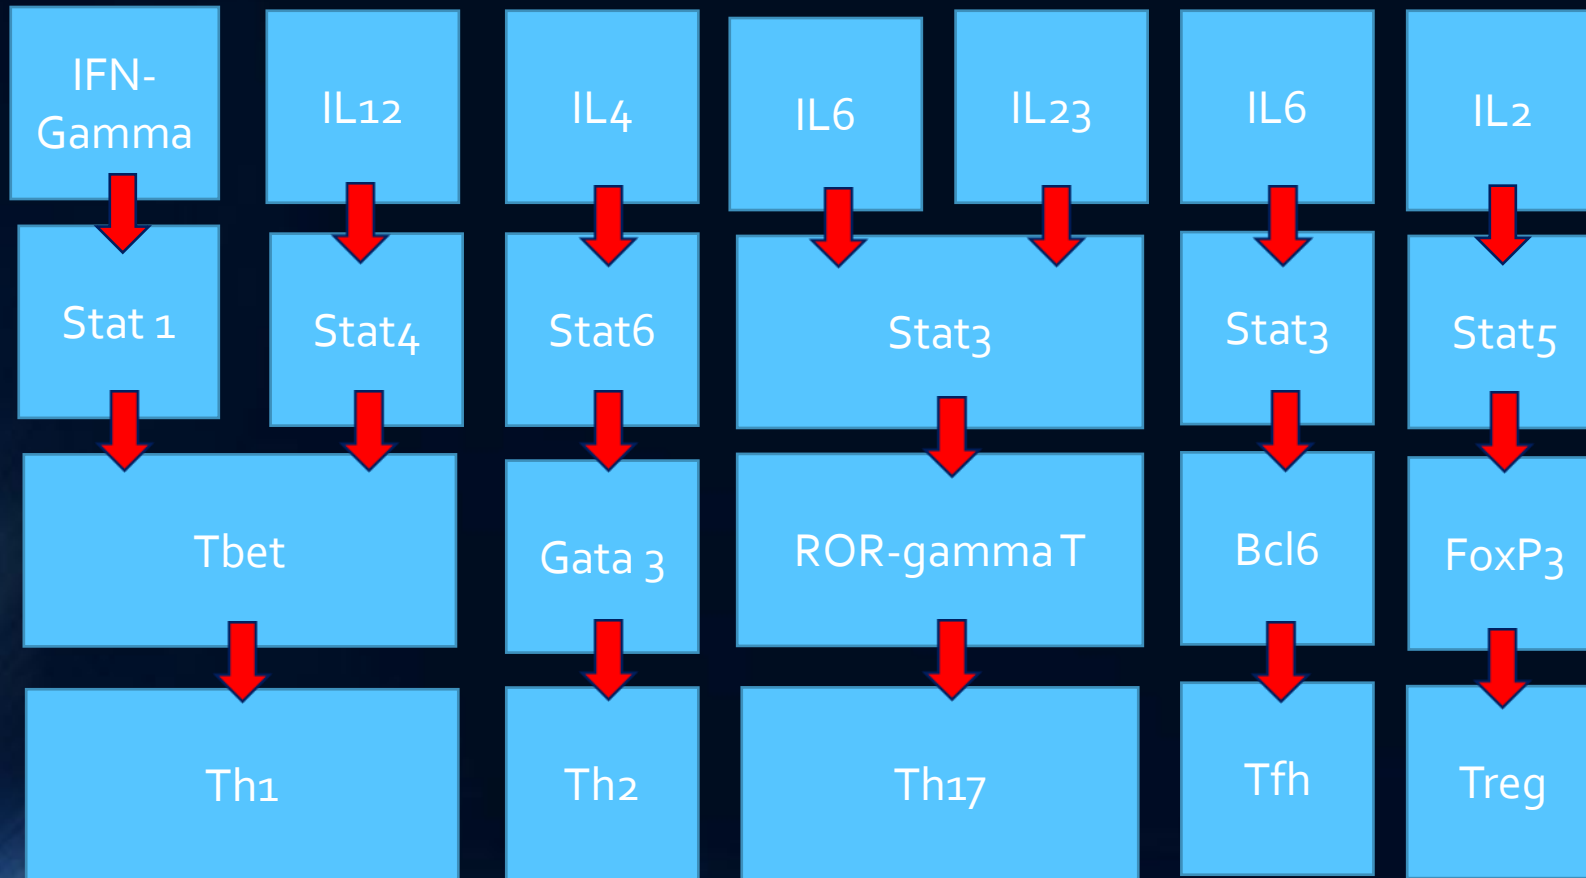 IFN-
Gamma
IL12
IL4
IL6
IL23
IL6
IL2
Stat 1
Stat4
Stat6
Stat3
Stat3
Stat5
Tbet
Gata 3
ROR-gamma T
Bcl6
FoxP3
Th1
Th2
Th17
Tfh
Treg